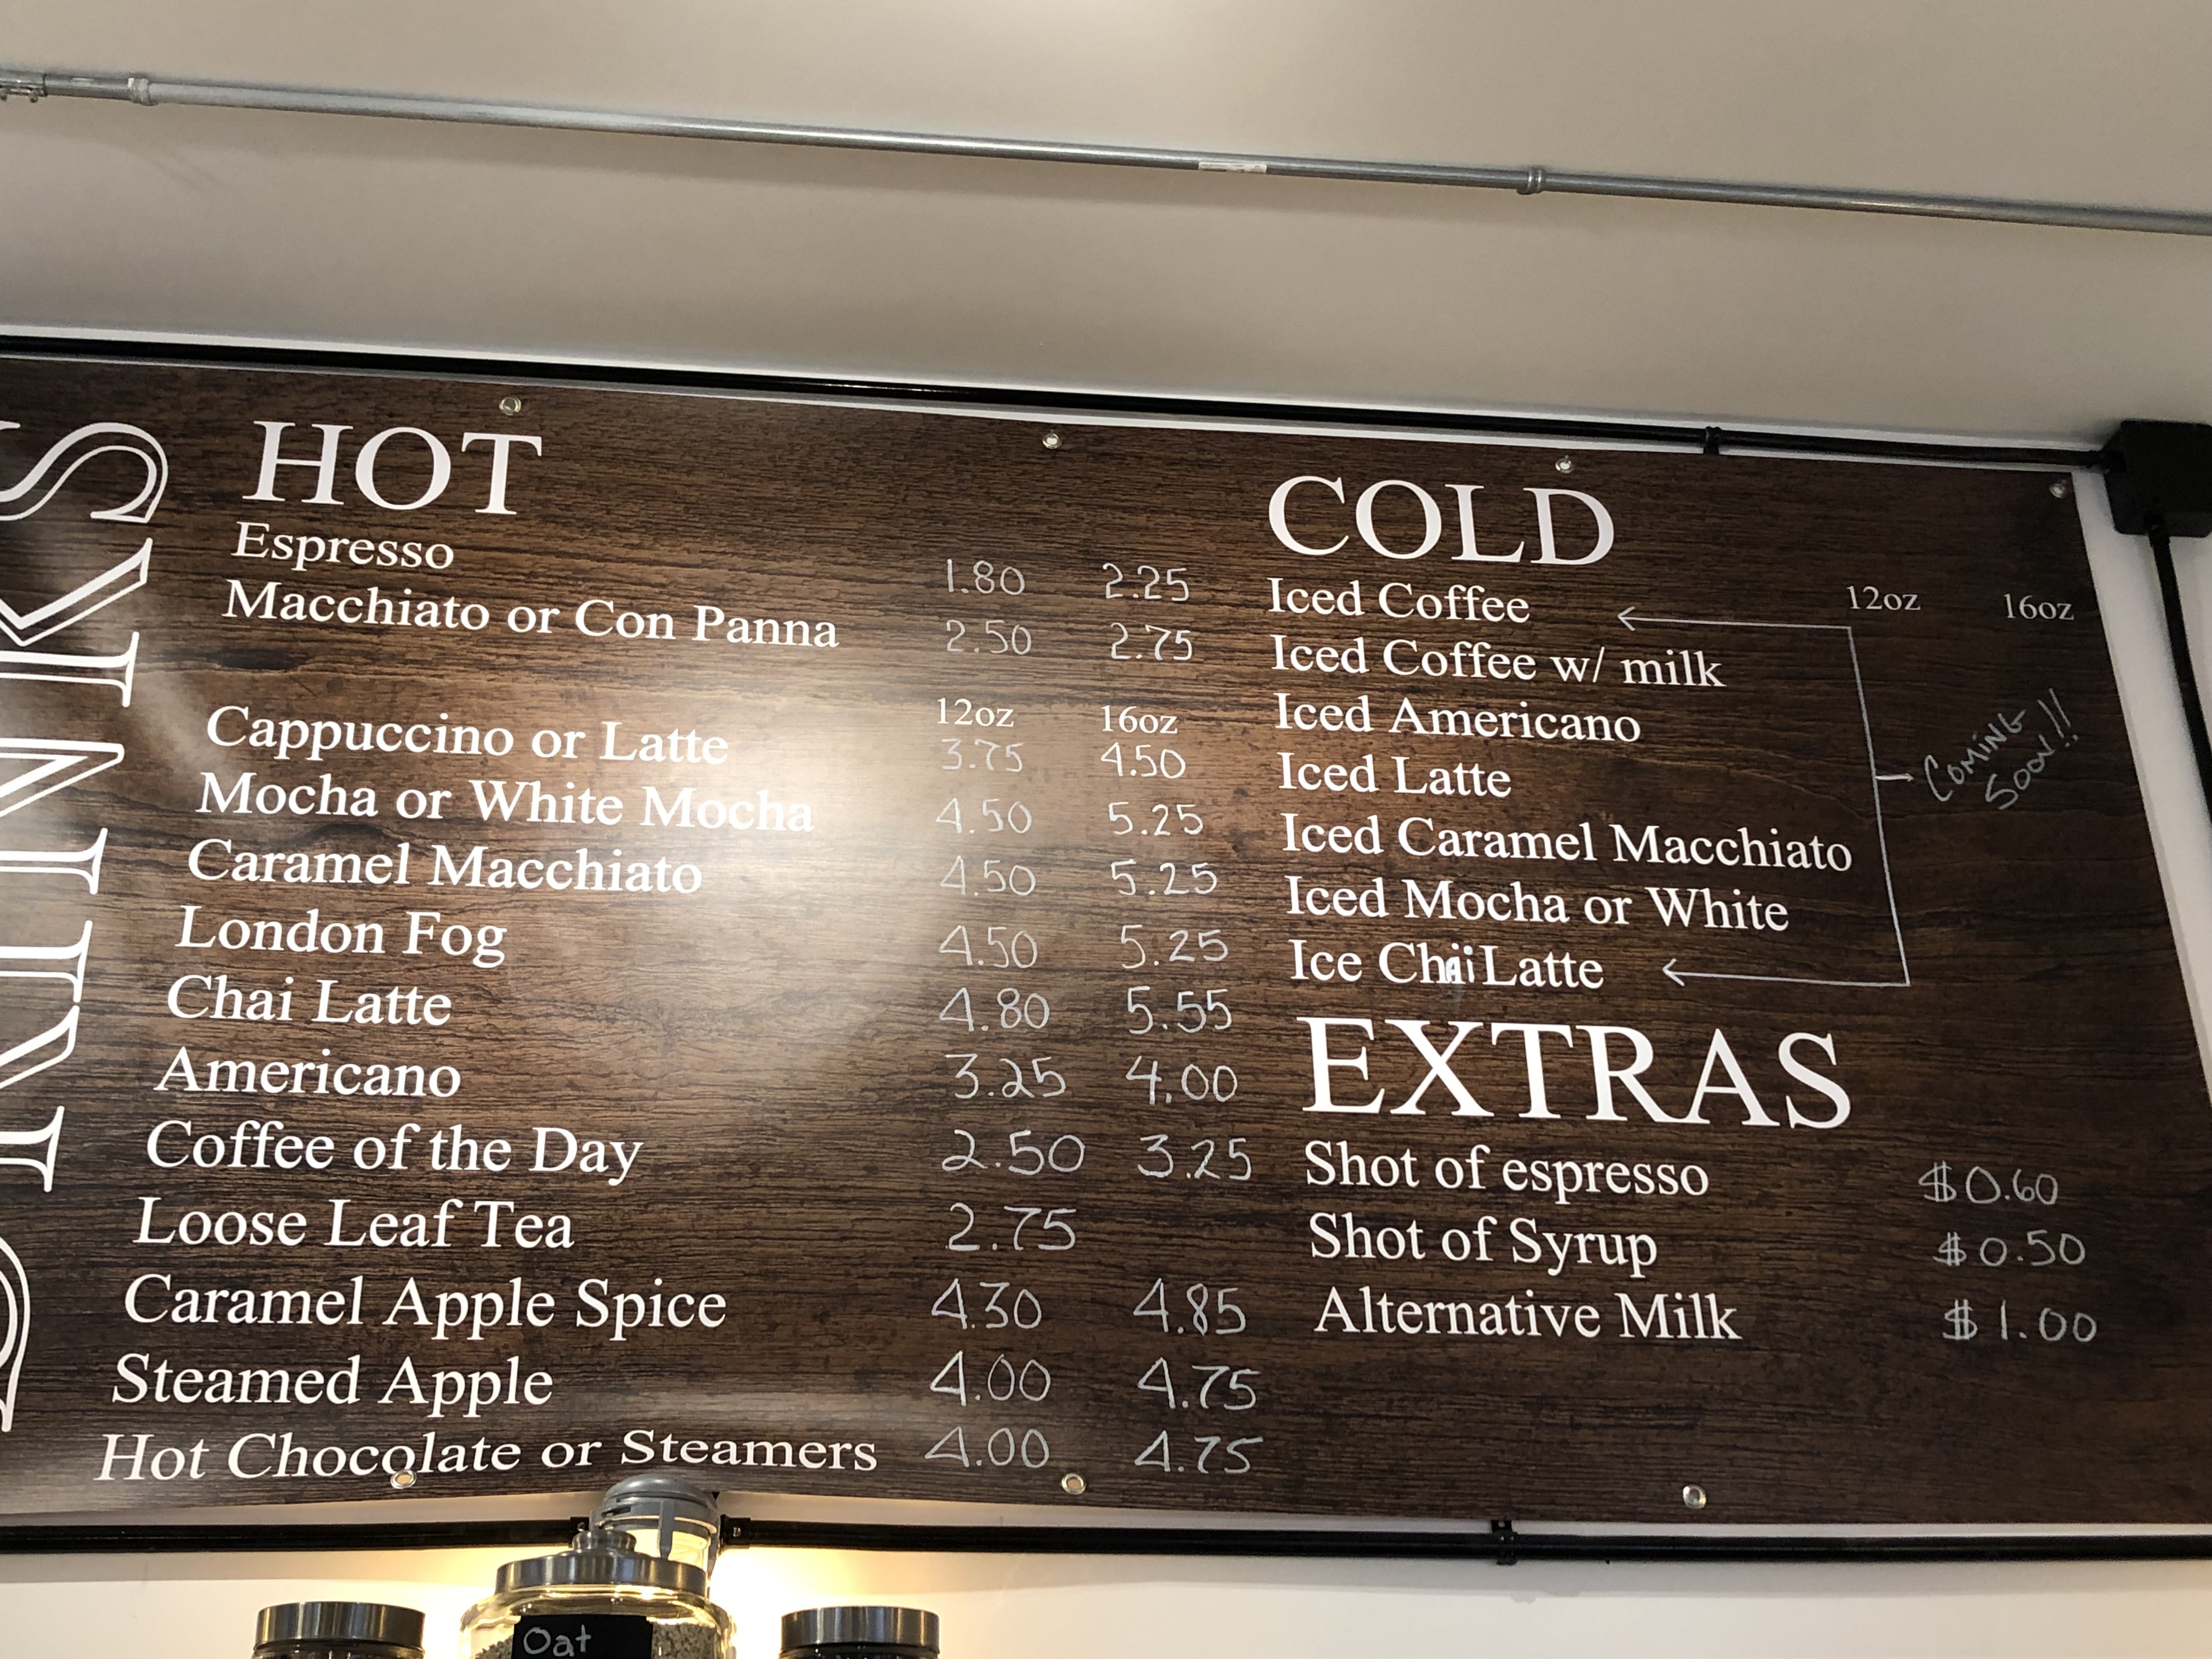 DRINKS
HOT
Espresso 1.80 2.25
Macchiato or Con Panna 2.50 2.75
12oz 16oz
Cappuccino or Latte 3.75 4.50
Mocha or White Mocha 4.50 5.25
Caramel Macchiato 4.50 5.25
London Fog 4.50 5.25
Chai Latte 4.80 5.55
Americano 3.25 4.00
Coffee of the Day 2.50 3.25
Loose Leaf Tea 2.75
Caramel Apple Spice 4.30 4.85
Steamed Apple 4.00 4.75
Hot Chocolate or Steamers 4.00 4.75
COLD
12oz 16oz
Iced Coffee
Iced Coffee w/ milk
Iced Americano
Iced Latte
Iced Caramel Macchiato
Iced Mocha or White
Ice Chai Latte
COMING
SOON!!
EXTRAS
Shot of espresso $0.60
Shot of Syrup $0.50
Alternative Milk $1.00
Oat